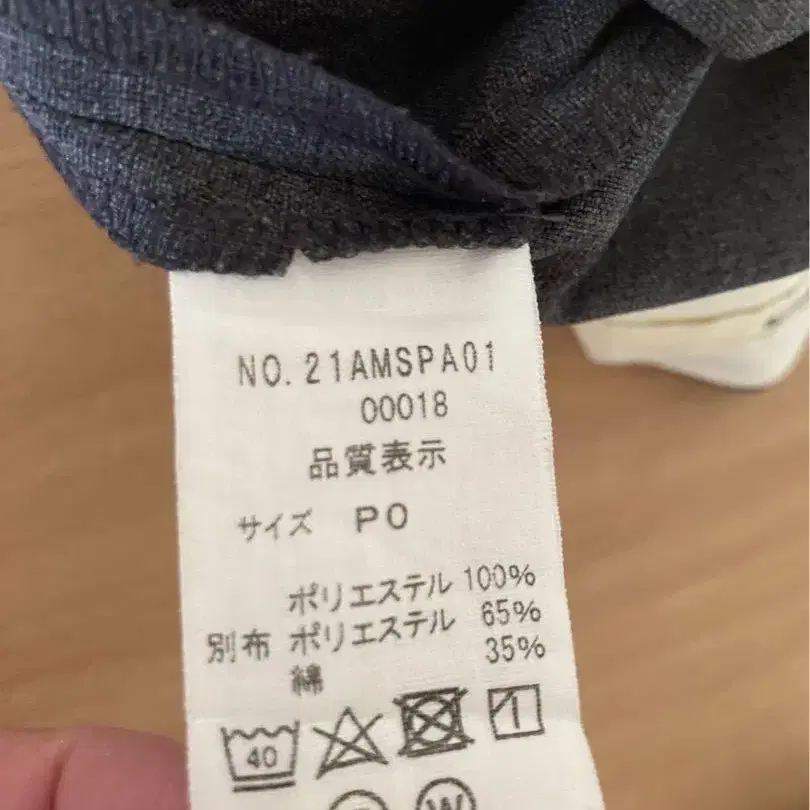 NO. 21AMSPA01
00018
品質表示
サイズ PO
ポリエステル 100%
別布 ポリエステル 65%
綿 35%
40
W